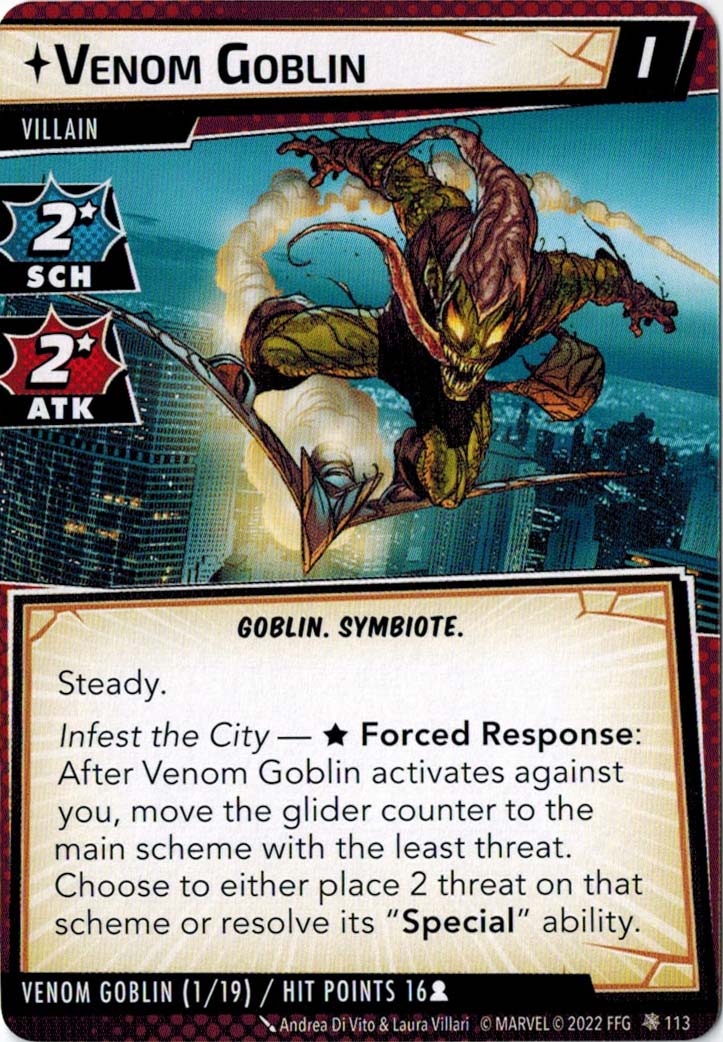 VENOM GOBLIN
I
VILLAIN
2★
SCH
2★
ATK
GOBLIN. SYMBIOTE.
Steady.
Infest the City — ★ Forced Response:
After Venom Goblin activates against
you, move the glider counter to the
main scheme with the least threat.
Choose to either place 2 threat on that
scheme or resolve its “Special” ability.
VENOM GOBLIN (1/19) / HIT POINTS 16
Andrea Di Vito & Laura Villari © MARVEL © 2022 FFG 113